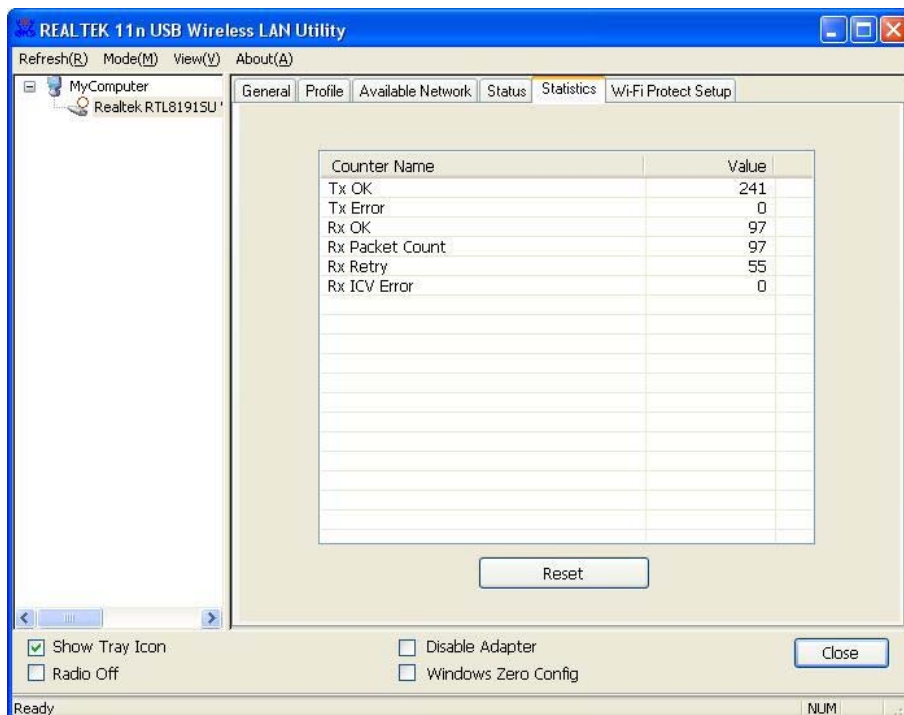 REALTEK 11n USB Wireless LAN Utility
Refresh(R) Mode(M) View(V) About(A)
MyComputer
Realtek RTL8191SU
General Profile Available Network Status Statistics Wi-Fi Protect Setup
Counter Name Value
Tx OK 241
Tx Error 0
Rx OK 97
Rx Packet Count 97
Rx Retry 55
Rx ICV Error 0
Reset
Show Tray Icon
Radio Off
Disable Adapter
Windows Zero Config
Close
Ready
NUM